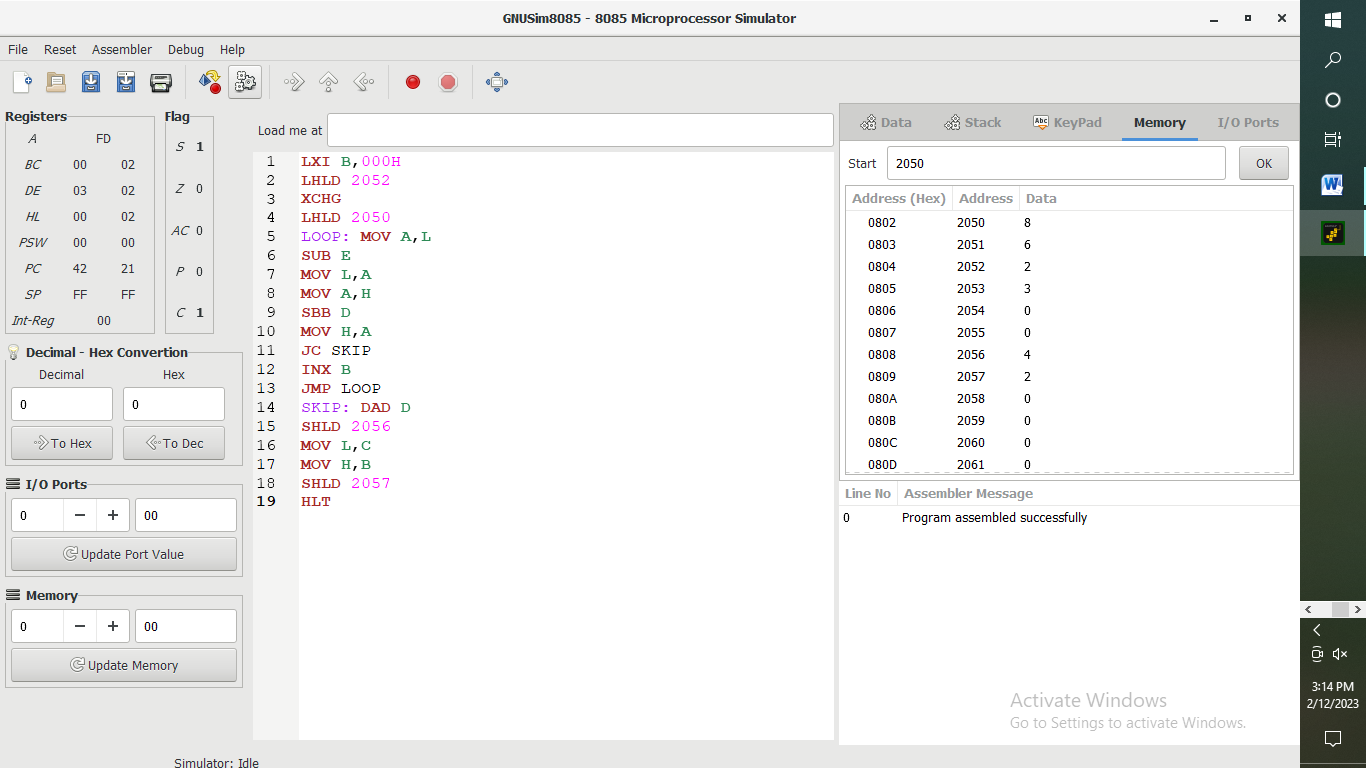 GNUSim8085 - 8085 Microprocessor Simulator
File Reset Assembler Debug Help
Registers
A FD
BC 00 02
DE 03 02
HL 00 02
PSW 00 00
PC 42 21
SP FF FF
Int-Reg 00
Flag
S 1
Z 0
AC 0
P 0
C 1
Decimal - Hex Convertion
Decimal Hex
0 0
To Hex To Dec
I/O Ports
0 − + 00
Update Port Value
Memory
0 − + 00
Update Memory
Load me at
1 LXI B,000H
2 LHLD 2052
3 XCHG
4 LHLD 2050
5 LOOP: MOV A,L
6 SUB E
7 MOV L,A
8 MOV A,H
9 SBB D
10 MOV H,A
11 JC SKIP
12 INX B
13 JMP LOOP
14 SKIP: DAD D
15 SHLD 2056
16 MOV L,C
17 MOV H,B
18 SHLD 2057
19 HLT
Data Stack Abc KeyPad Memory I/O Ports
Start 2050 OK
Address (Hex) Address Data
0802 2050 8
0803 2051 6
0804 2052 2
0805 2053 3
0806 2054 0
0807 2055 0
0808 2056 4
0809 2057 2
080A 2058 0
080B 2059 0
080C 2060 0
080D 2061 0
Line No Assembler Message
0 Program assembled successfully
Activate Windows
Go to Settings to activate Windows.
Simulator: Idle
W
3:14 PM
2/12/2023